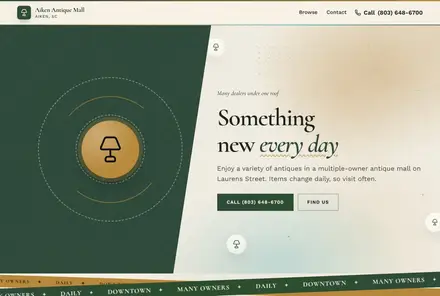 Aiken Antique Mall
AIKEN, SC
Browse Contact Call (803) 648-6700
Many dealers under one roof
Something
new every day
Enjoy a variety of antiques in a multiple-owner antique mall on
Laurens Street. Items change daily, so visit often.
CALL (803) 648-6700 FIND US
OWNERS ✦ DAILY ✦
OWNERS ✦ DAILY ✦ DOWNTOWN ✦ MANY OWNERS ✦ DAILY ✦ DOWNTOWN ✦ MANY OWNERS ✦